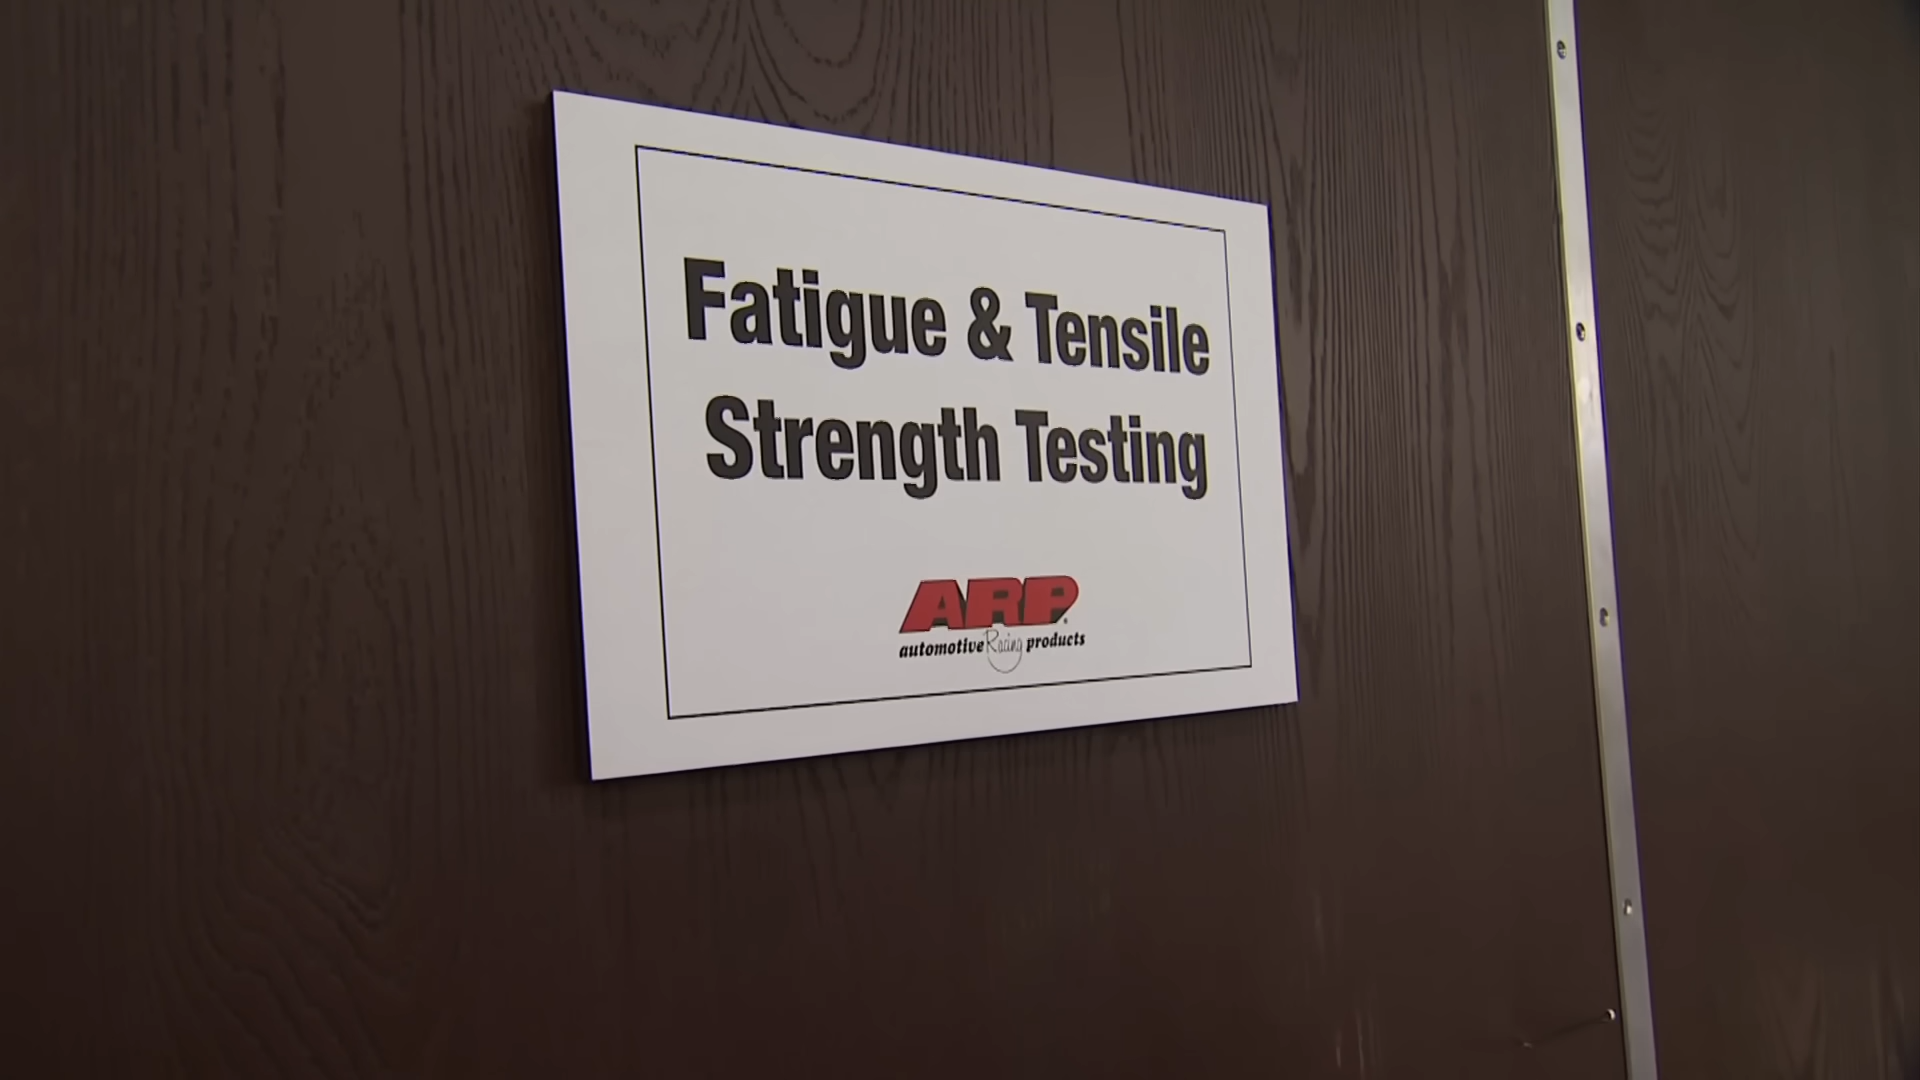 Fatigue & Tensile
Strength Testing
ARP®
automotive Racing products